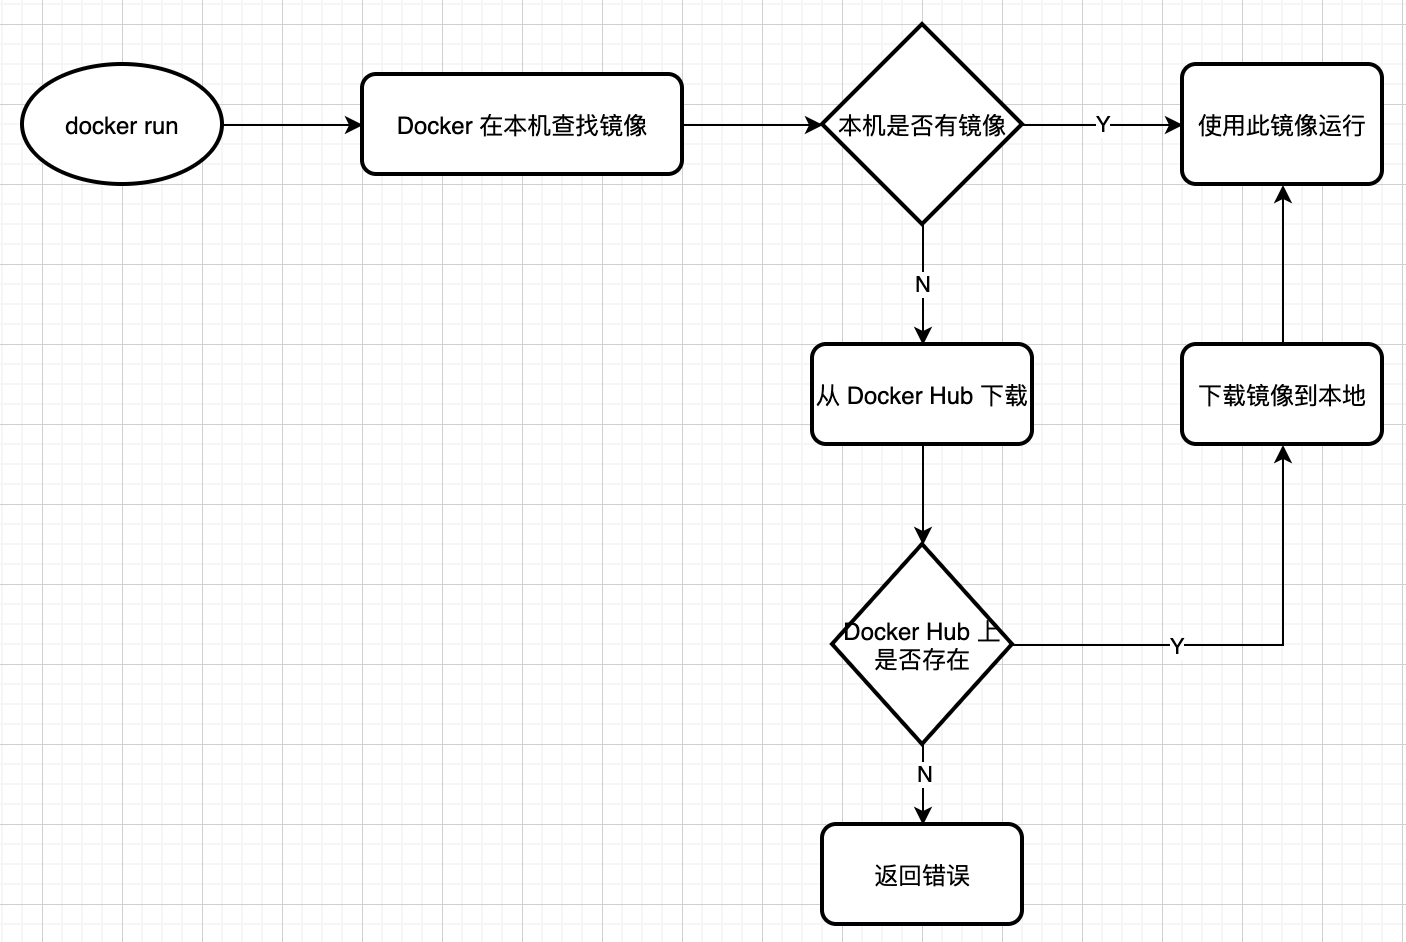 docker run
Docker 在本机查找镜像
本机是否有镜像
Y
使用此镜像运行
N
从 Docker Hub 下载
下载镜像到本地
Docker Hub 上
是否存在
Y
N
返回错误